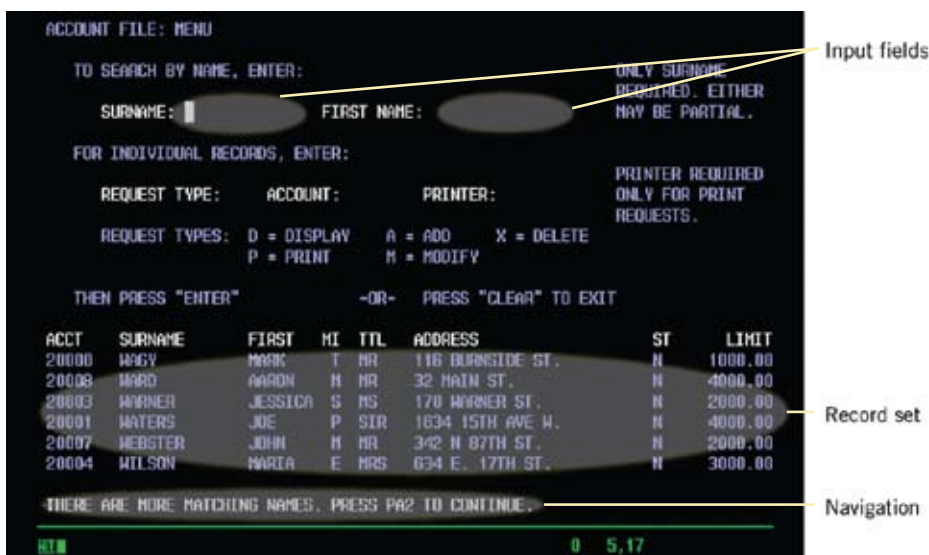 ACCOUNT FILE: MENU
TO SEARCH BY NAME, ENTER:
ONLY SURNAME
REQUIRED. EITHER
MAY BE PARTIAL.
SURNAME: FIRST NAME:
FOR INDIVIDUAL RECORDS, ENTER:
PRINTER REQUIRED
ONLY FOR PRINT
REQUESTS.
REQUEST TYPE: ACCOUNT: PRINTER:
REQUEST TYPES: D = DISPLAY A = ADD X = DELETE
P = PRINT M = MODIFY
THEN PRESS "ENTER" -OR- PRESS "CLEAR" TO EXIT
ACCT SURNAME FIRST MI TTL ADDRESS ST LIMIT
20000 WAGY MARK T MR 116 BURNSIDE ST. N 1000.00
20008 WARD AARON M MR 32 MAIN ST. N 4000.00
20003 WARNER JESSICA S MS 170 WARNER ST. N 2000.00
20001 WATERS JOE P SIR 1634 15TH AVE W. N 4000.00
20007 WEBSTER JOHN M MR 342 N 87TH ST. N 2000.00
20004 WILSON MARIA E MRS 634 E. 17TH ST. N 3000.00
THERE ARE MORE MATCHING NAMES. PRESS PA2 TO CONTINUE.
0 5,17
Input fields
Record set
Navigation